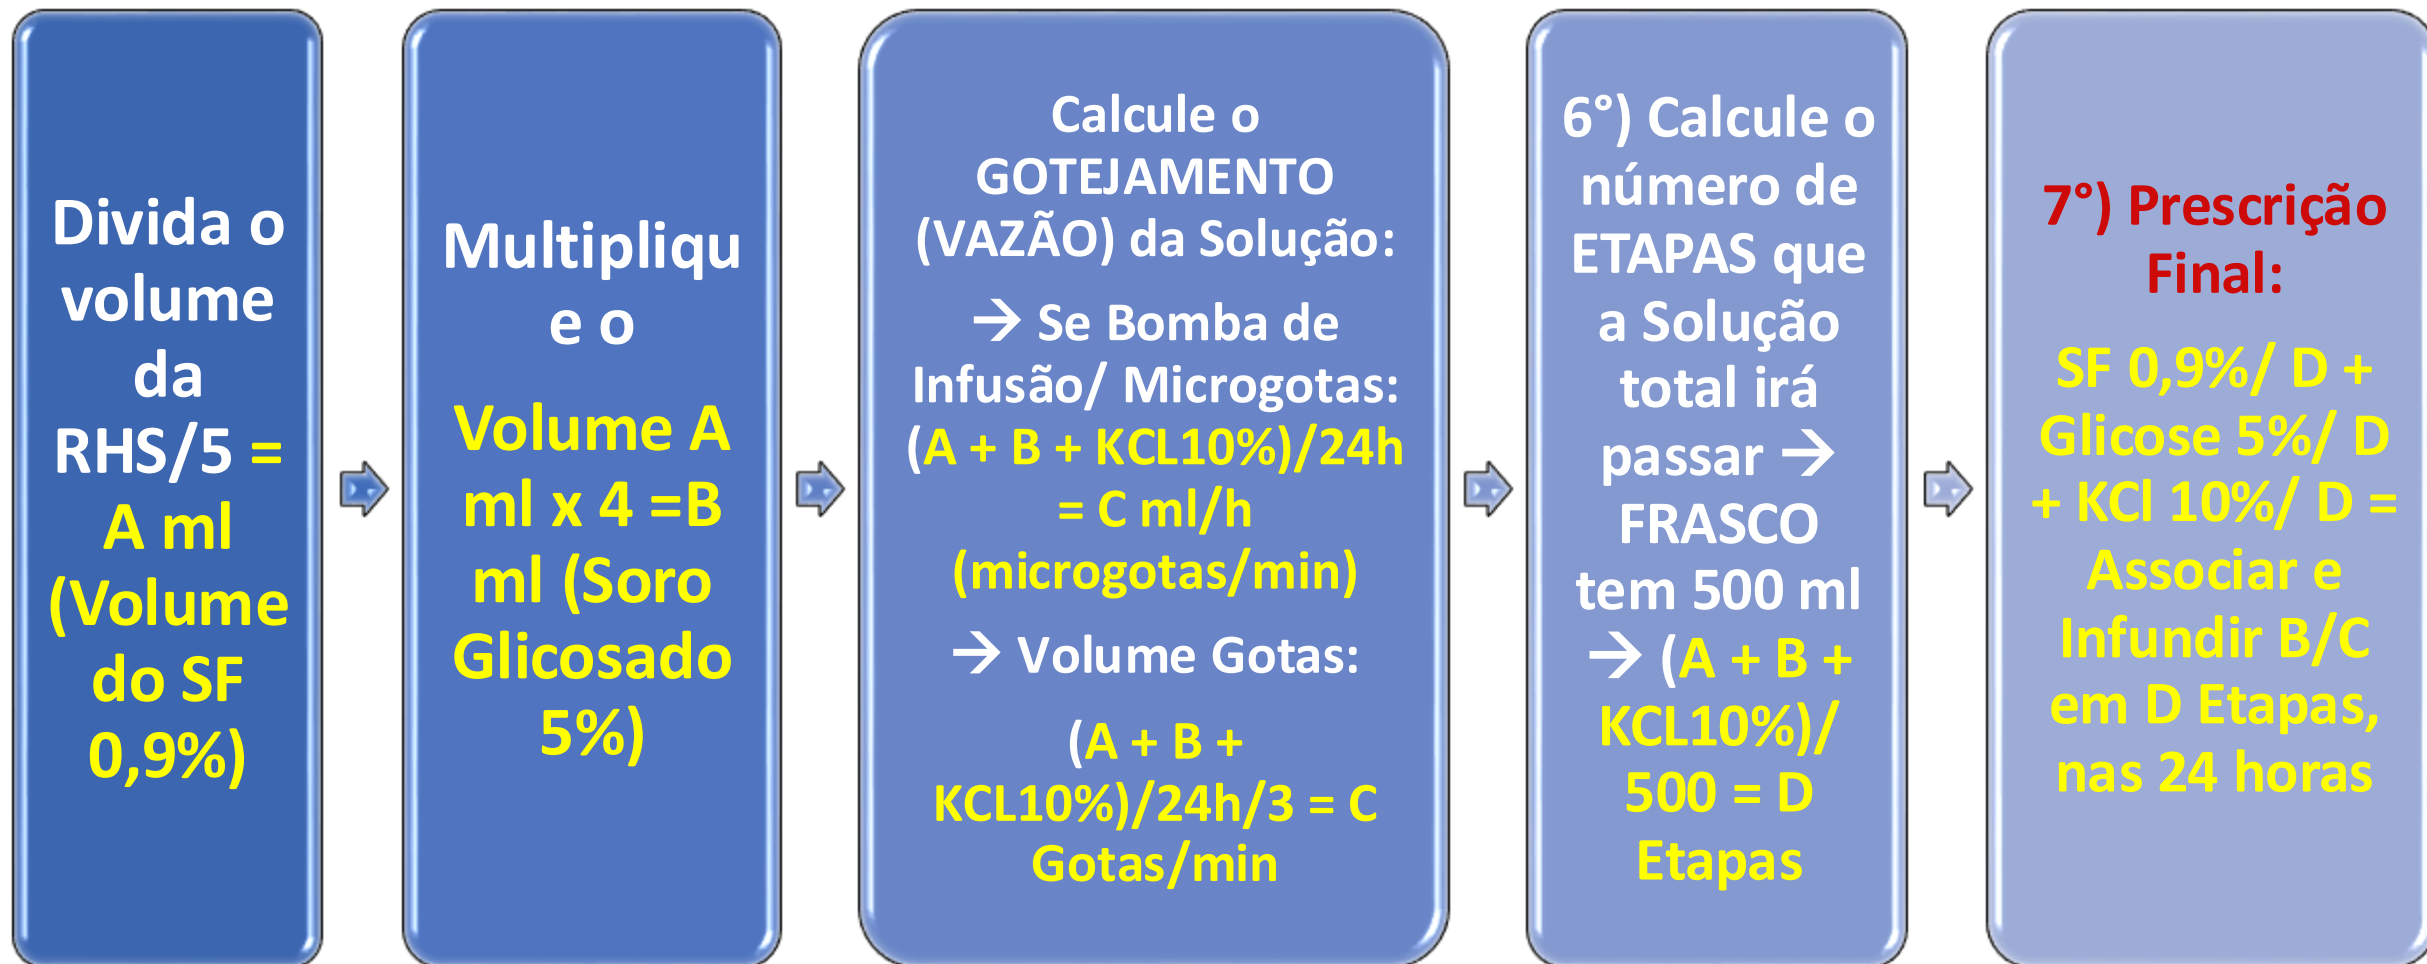 Divida o
volume
da
RHS/5 =
A ml
(Volume
do SF
0,9%)
Multipliqu
e o
Volume A
ml x 4 =B
ml (Soro
Glicosado
5%)
Calcule o
GOTEJAMENTO
(VAZÃO) da Solução:
→ Se Bomba de
Infusão/ Microgotas:
(A + B + KCL10%)/24h
= C ml/h
(microgotas/min)
→ Volume Gotas:
(A + B +
KCL10%)/24h/3 = C
Gotas/min
6°) Calcule o
número de
ETAPAS que
a Solução
total irá
passar →
FRASCO
tem 500 ml
→ (A + B +
KCL10%)/
500 = D
Etapas
7°) Prescrição
Final:
SF 0,9%/ D +
Glicose 5%/ D
+ KCl 10%/ D =
Associar e
Infundir B/C
em D Etapas,
nas 24 horas